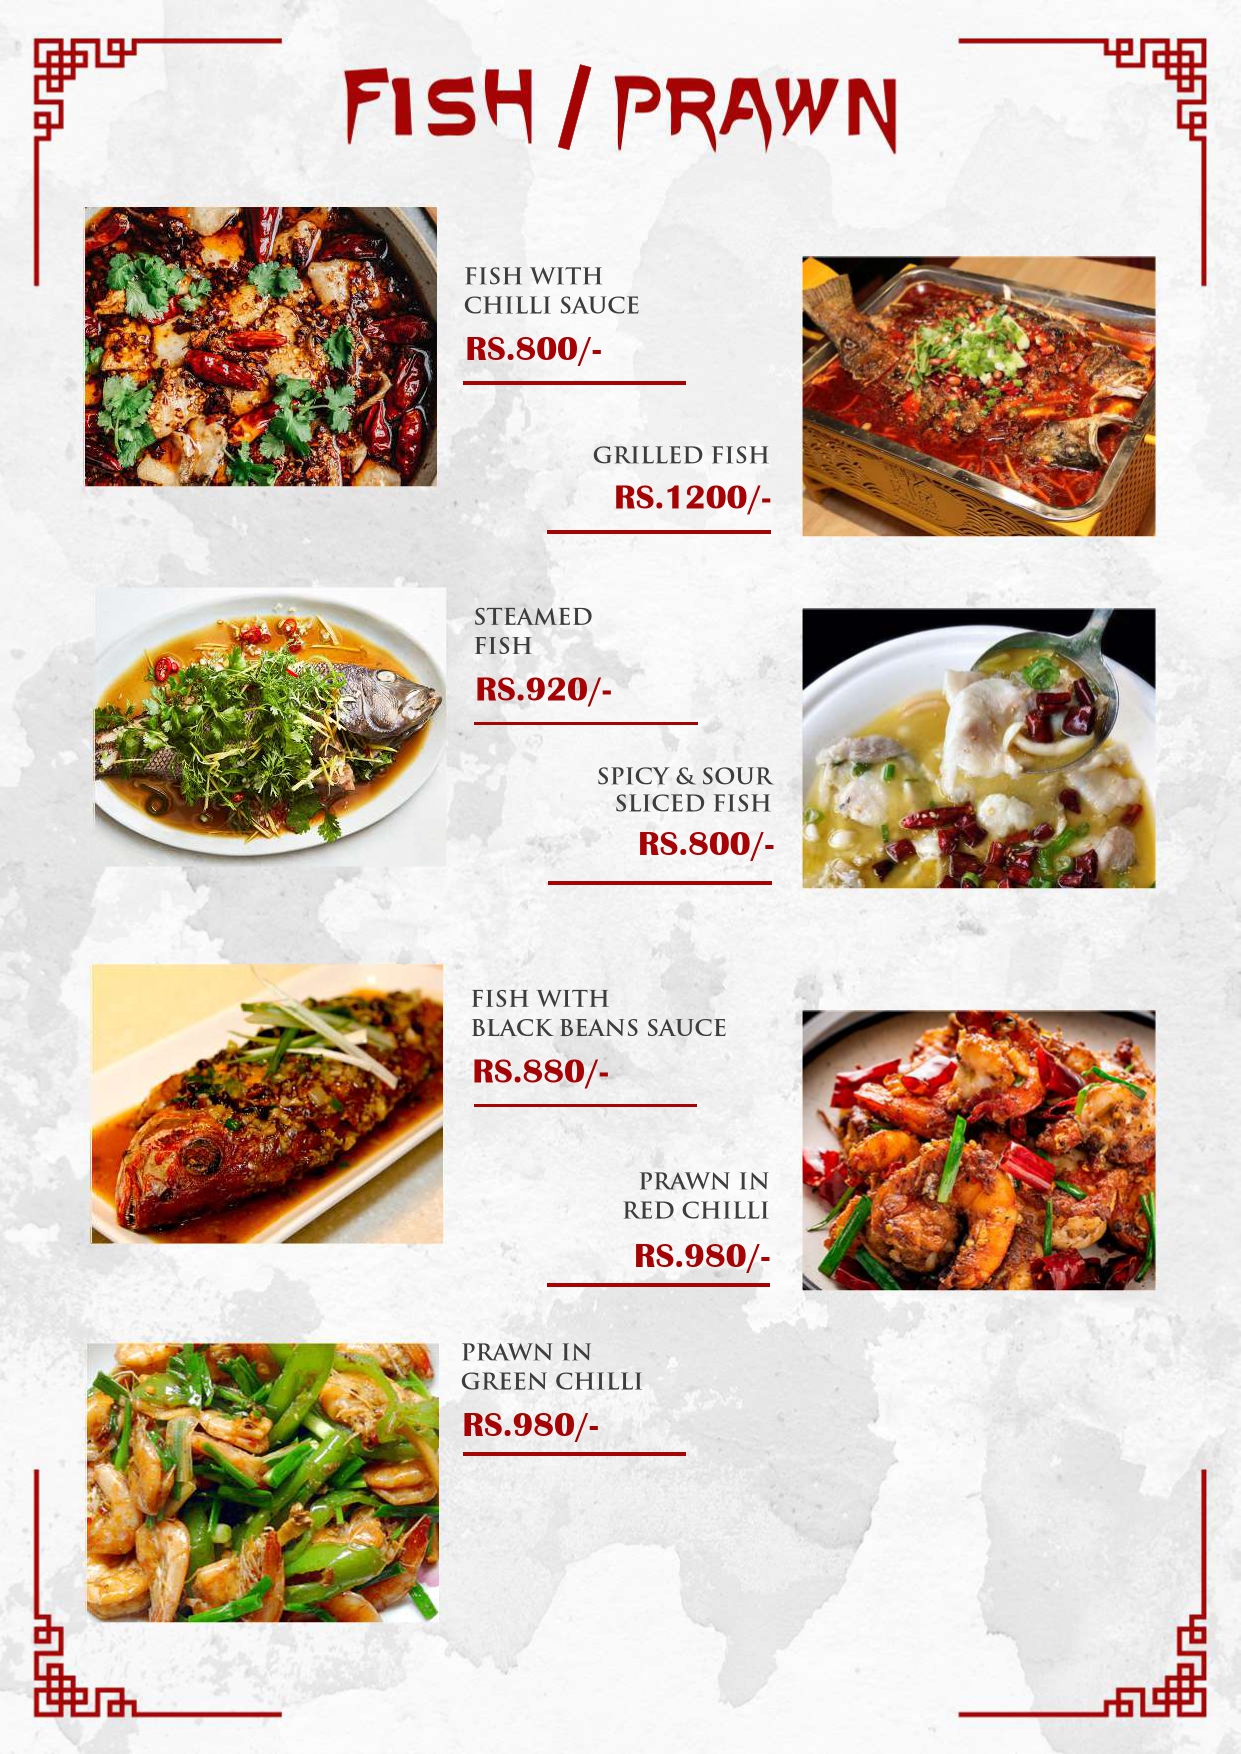 FISH / PRAWN
FISH WITH
CHILLI SAUCE
RS.800/-
GRILLED FISH
RS.1200/-
STEAMED
FISH
RS.920/-
SPICY & SOUR
SLICED FISH
RS.800/-
FISH WITH
BLACK BEANS SAUCE
RS.880/-
PRAWN IN
RED CHILLI
RS.980/-
PRAWN IN
GREEN CHILLI
RS.980/-